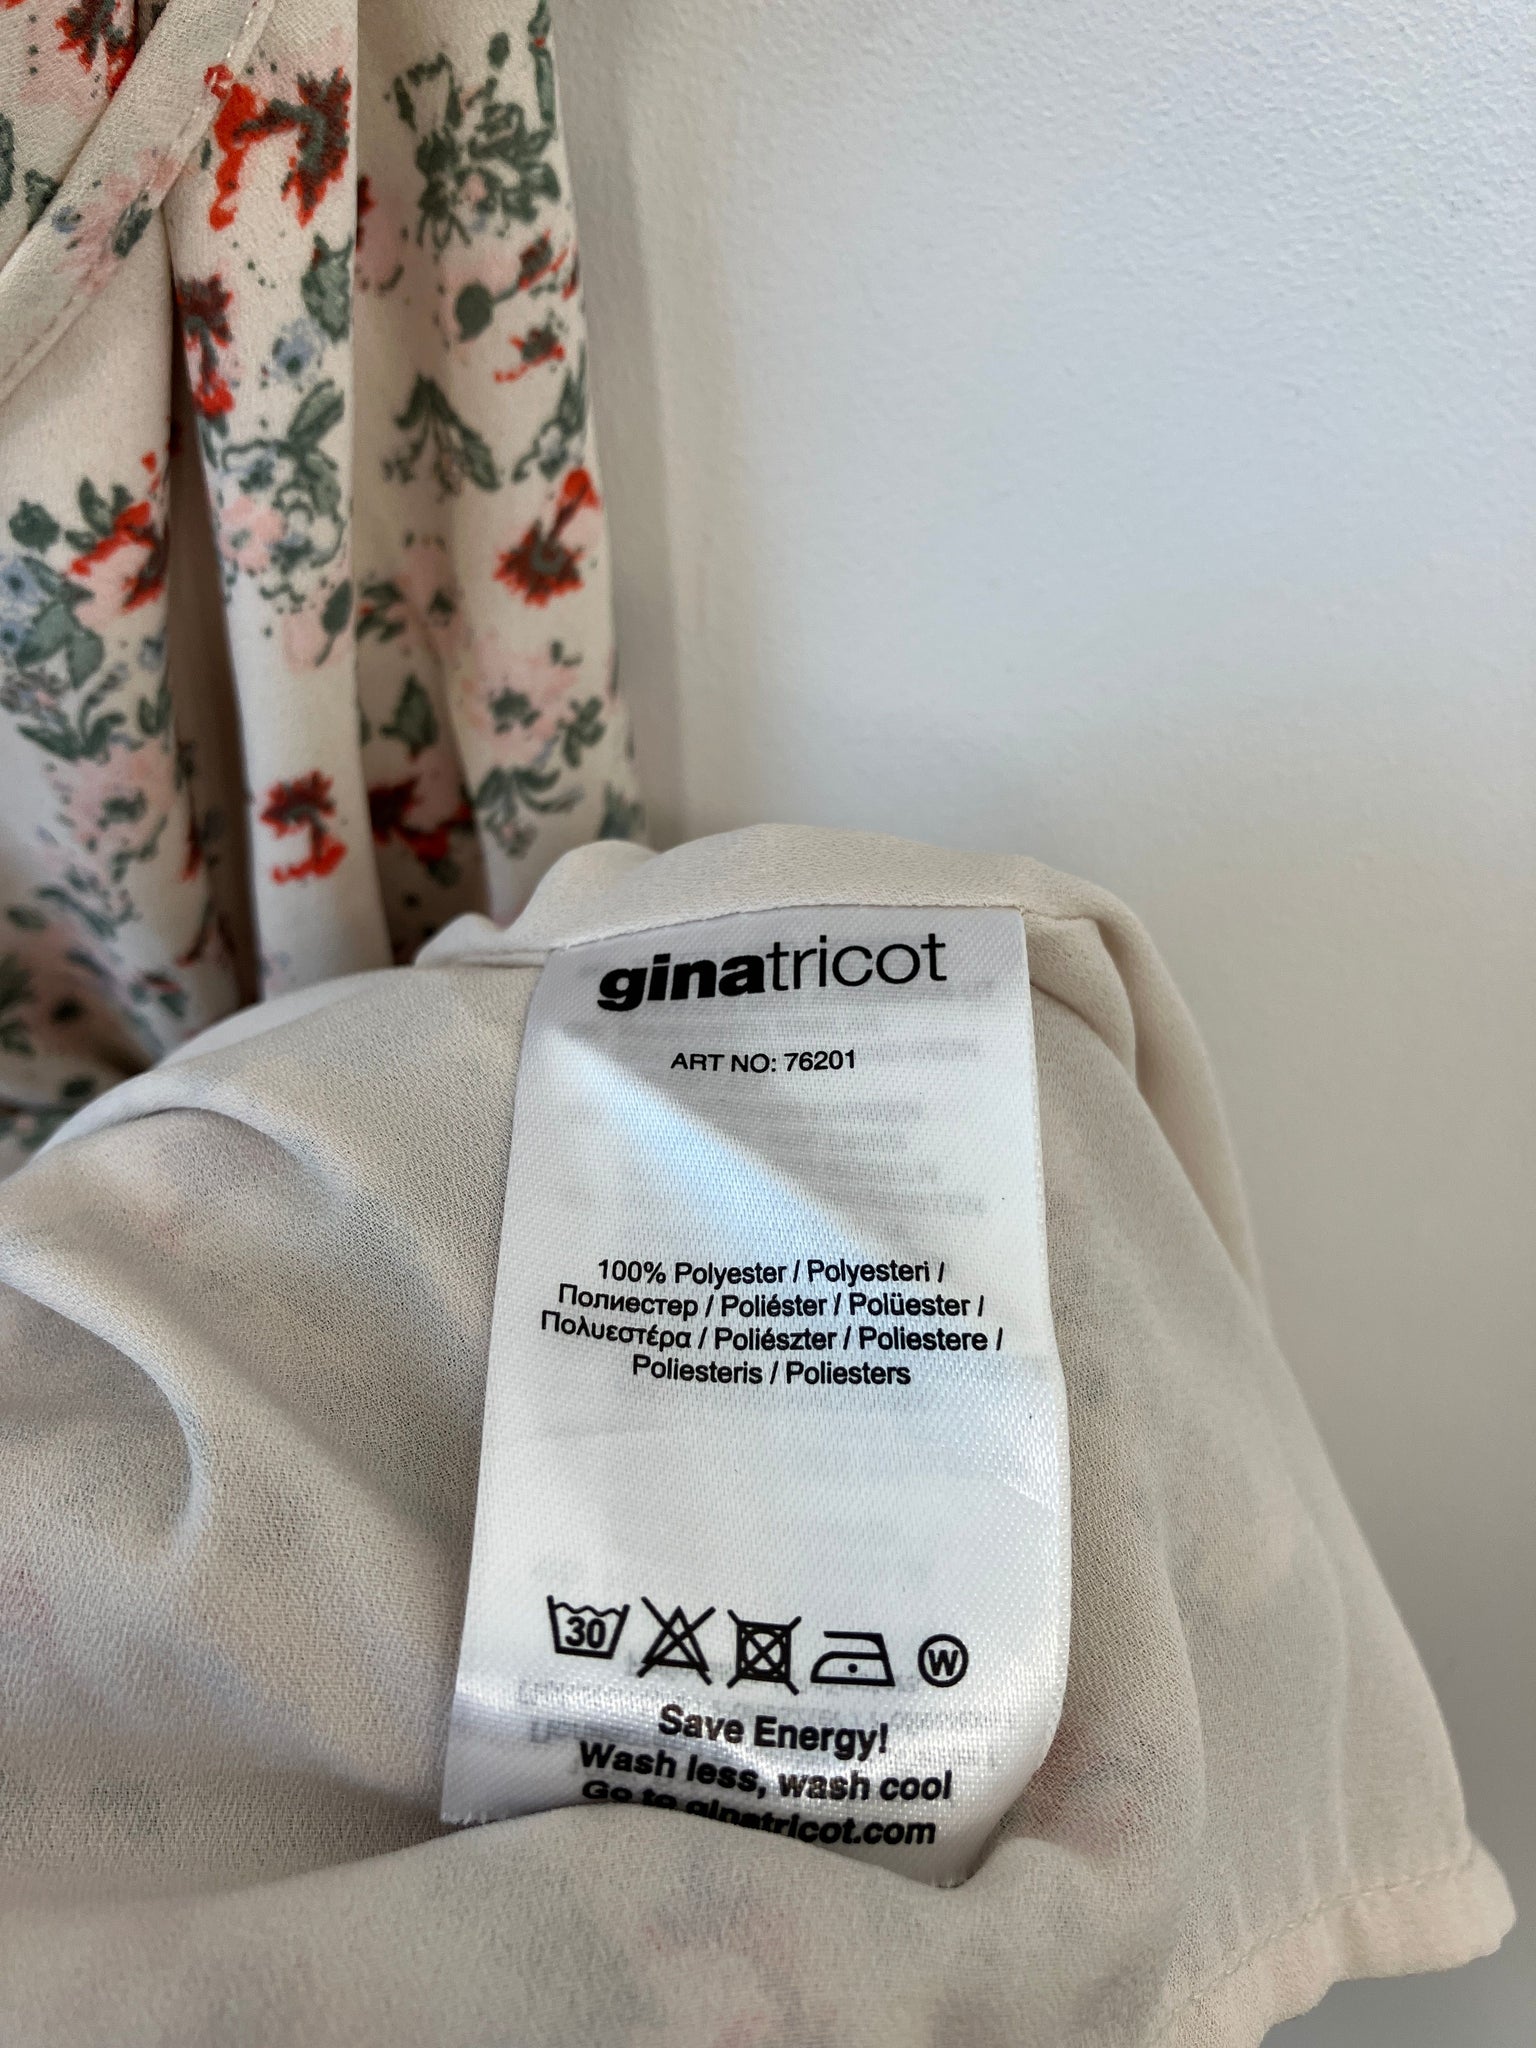 ginatricot
ART NO: 76201
100% Polyester / Polyesteri /
Полиестер / Poliéster / Polüester /
Πολυεστέρα / Poliészter / Poliestere /
Poliesteris / Poliesters
30
W
Save Energy!
Wash less, wash cool
Go to ginatricot.com